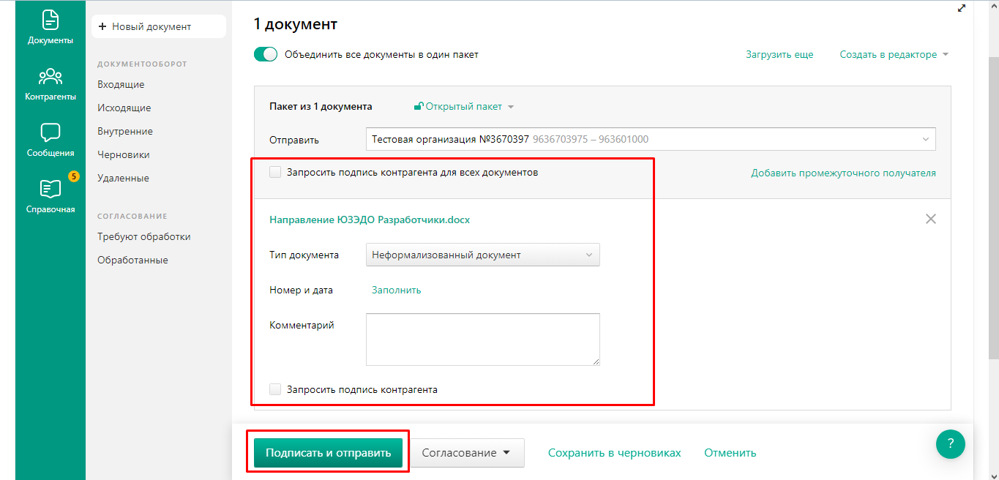 Документы
Контрагенты
Сообщения
5
Справочная
+ Новый документ
ДОКУМЕНТООБОРОТ
Входящие
Исходящие
Внутренние
Черновики
Удаленные
СОГЛАСОВАНИЕ
Требуют обработки
Обработанные
1 документ
Объединить все документы в один пакет
Загрузить еще
Создать в редакторе
Пакет из 1 документа
Открытый пакет
Отправить
Тестовая организация №3670397 9636703975 – 963601000
Запросить подпись контрагента для всех документов
Добавить промежуточного получателя
Направление ЮЗЭДО Разработчики.docx
Тип документа
Неформализованный документ
Номер и дата
Заполнить
Комментарий
Запросить подпись контрагента
Подписать и отправить
Согласование
Сохранить в черновиках
Отменить
?